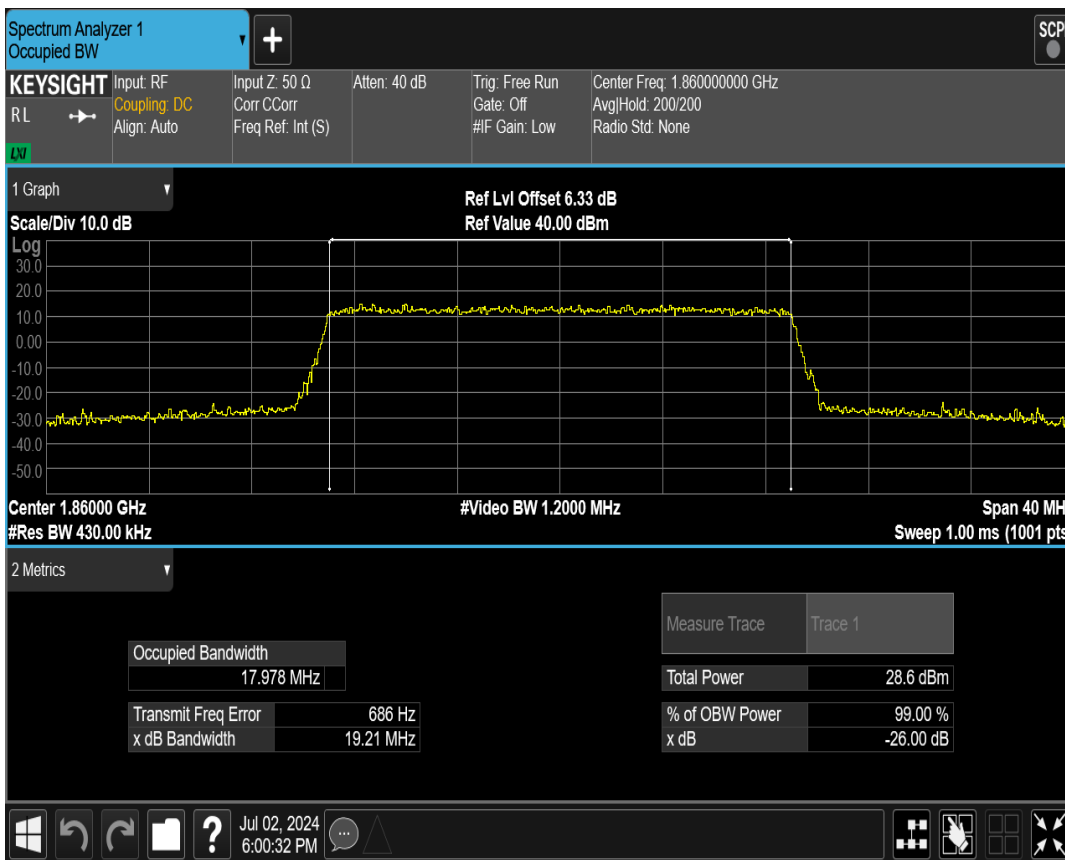 Spectrum Analyzer 1
Occupied BW
+
SCP
KEYSIGHT
R L
LXI
Input: RF
Coupling: DC
Align: Auto
Input Z: 50 Ω
Corr CCorr
Freq Ref: Int (S)
Atten: 40 dB
Trig: Free Run
Gate: Off
#IF Gain: Low
Center Freq: 1.860000000 GHz
Avg|Hold: 200/200
Radio Std: None
1 Graph
Scale/Div 10.0 dB
Ref Lvl Offset 6.33 dB
Ref Value 40.00 dBm
Log
30.0
20.0
10.0
0.00
-10.0
-20.0
-30.0
-40.0
-50.0
Center 1.86000 GHz
#Video BW 1.2000 MHz
Span 40 MH
#Res BW 430.00 kHz
Sweep 1.00 ms (1001 pts
2 Metrics
Measure Trace Trace 1
Occupied Bandwidth
17.978 MHz
Total Power 28.6 dBm
Transmit Freq Error 686 Hz
% of OBW Power 99.00 %
x dB Bandwidth 19.21 MHz
x dB -26.00 dB
?
Jul 02, 2024
6:00:32 PM